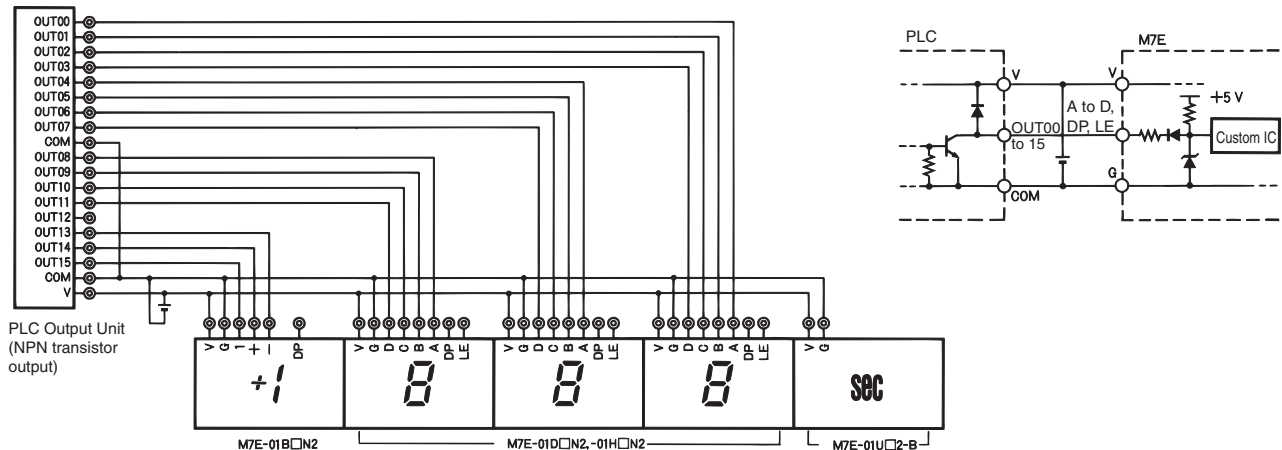 OUT00
OUT01
OUT02
OUT03
OUT04
OUT05
OUT06
OUT07
COM
OUT08
OUT09
OUT10
OUT11
OUT12
OUT13
OUT14
OUT15
COM
V
PLC Output Unit
(NPN transistor
output)
V G 1 + − DP
V G D C B A DP LE
V G D C B A DP LE
V G D C B A DP LE
V G
+1
8
8
8
sec
M7E-01B□N2
M7E-01D□N2,-01H□N2
M7E-01U□2-B
PLC
M7E
V
V
+5 V
A to D,
DP, LE
OUT00
to 15
Custom IC
G
COM